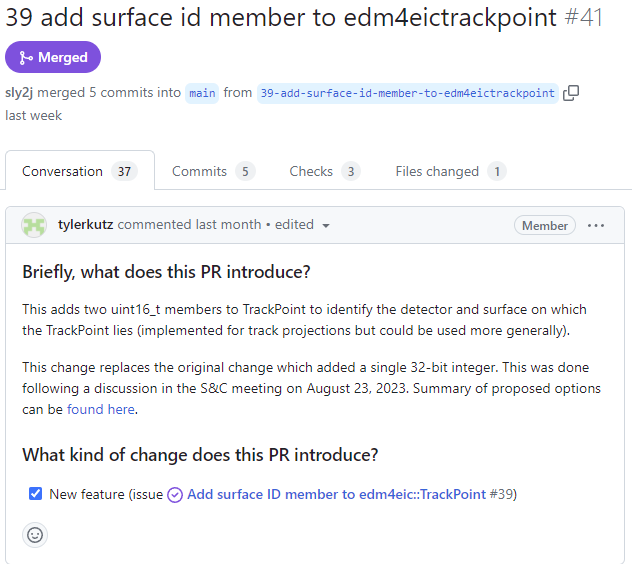 39 add surface id member to edm4eictrackpoint #41
Merged
sly2j merged 5 commits into main from 39-add-surface-id-member-to-edm4eictrackpoint
last week
Conversation 37 Commits 5 Checks 3 Files changed 1
tylerkutz commented last month • edited Member
Briefly, what does this PR introduce?
This adds two uint16_t members to TrackPoint to identify the detector and surface on which
the TrackPoint lies (implemented for track projections but could be used more generally).
This change replaces the original change which added a single 32-bit integer. This was done
following a discussion in the S&C meeting on August 23, 2023. Summary of proposed options
can be found here.
What kind of change does this PR introduce?
New feature (issue Add surface ID member to edm4eic::TrackPoint #39)